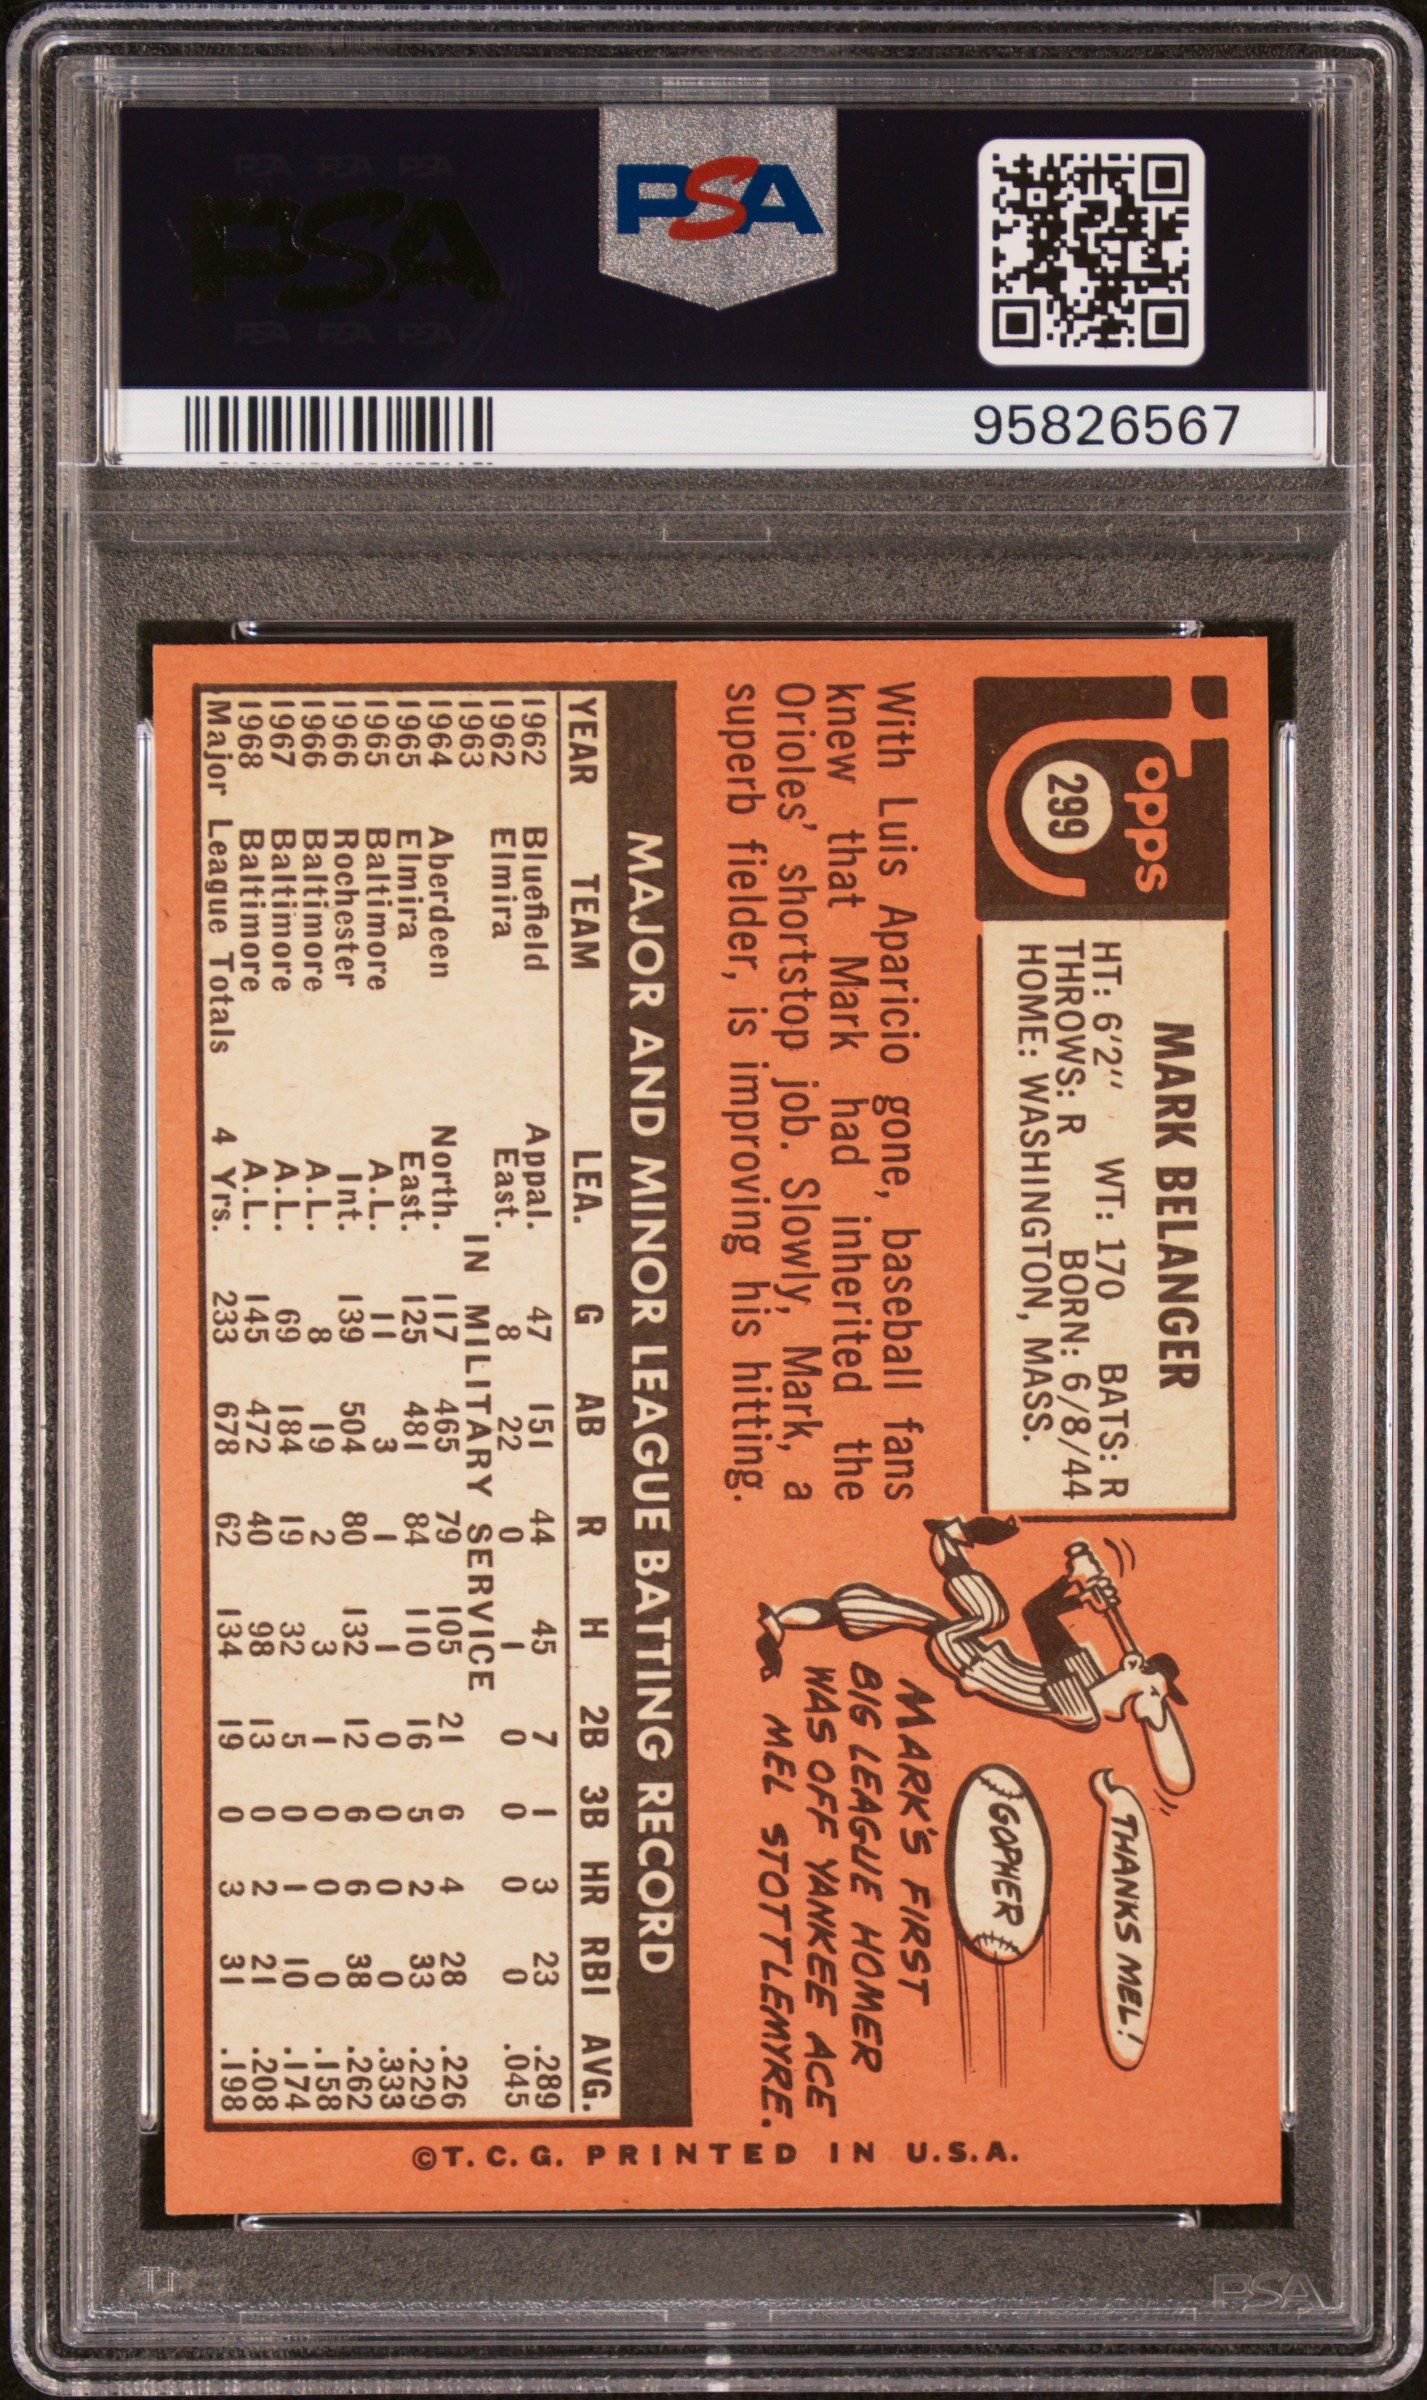 PSA PSA PSA
PSA
PSA PSA PSA
PSA
95826567
Topps
299
MARK BELANGER
HT: 6'2" WT: 170 BATS: R
THROWS: R BORN: 6/8/44
HOME: WASHINGTON, MASS.
With Luis Aparicio gone, baseball fans
knew that Mark had inherited the
Orioles' shortstop job. Slowly, Mark, a
superb fielder, is improving his hitting.
THANKS MEL!
GOPHER
MARK'S FIRST
BIG LEAGUE HOMER
WAS OFF YANKEE ACE
MEL STOTTLEMYRE.
MAJOR AND MINOR LEAGUE BATTING RECORD
YEAR TEAM LEA. G AB R H 2B 3B HR RBI AVG.
1962 Bluefield Appal. 47 151 44 45 7 1 3 23 .289
1962 Elmira East. 8 22 0 1 0 0 0 0 .045
1963 IN MILITARY SERVICE
1964 Aberdeen North. 117 465 79 105 21 6 4 28 .226
1965 Elmira East. 125 481 84 110 16 5 2 33 .229
1965 Baltimore A.L. 11 3 1 1 0 0 0 0 .333
1966 Rochester Int. 139 504 80 132 12 6 6 38 .262
1966 Baltimore A.L. 8 19 2 3 1 0 0 0 .158
1967 Baltimore A.L. 69 184 19 32 5 0 1 10 .174
1968 Baltimore A.L. 145 472 40 98 13 0 2 21 .208
Major League Totals 4 Yrs. 233 678 62 134 19 0 3 31 .198
©T.C.G. PRINTED IN U.S.A.
PSA